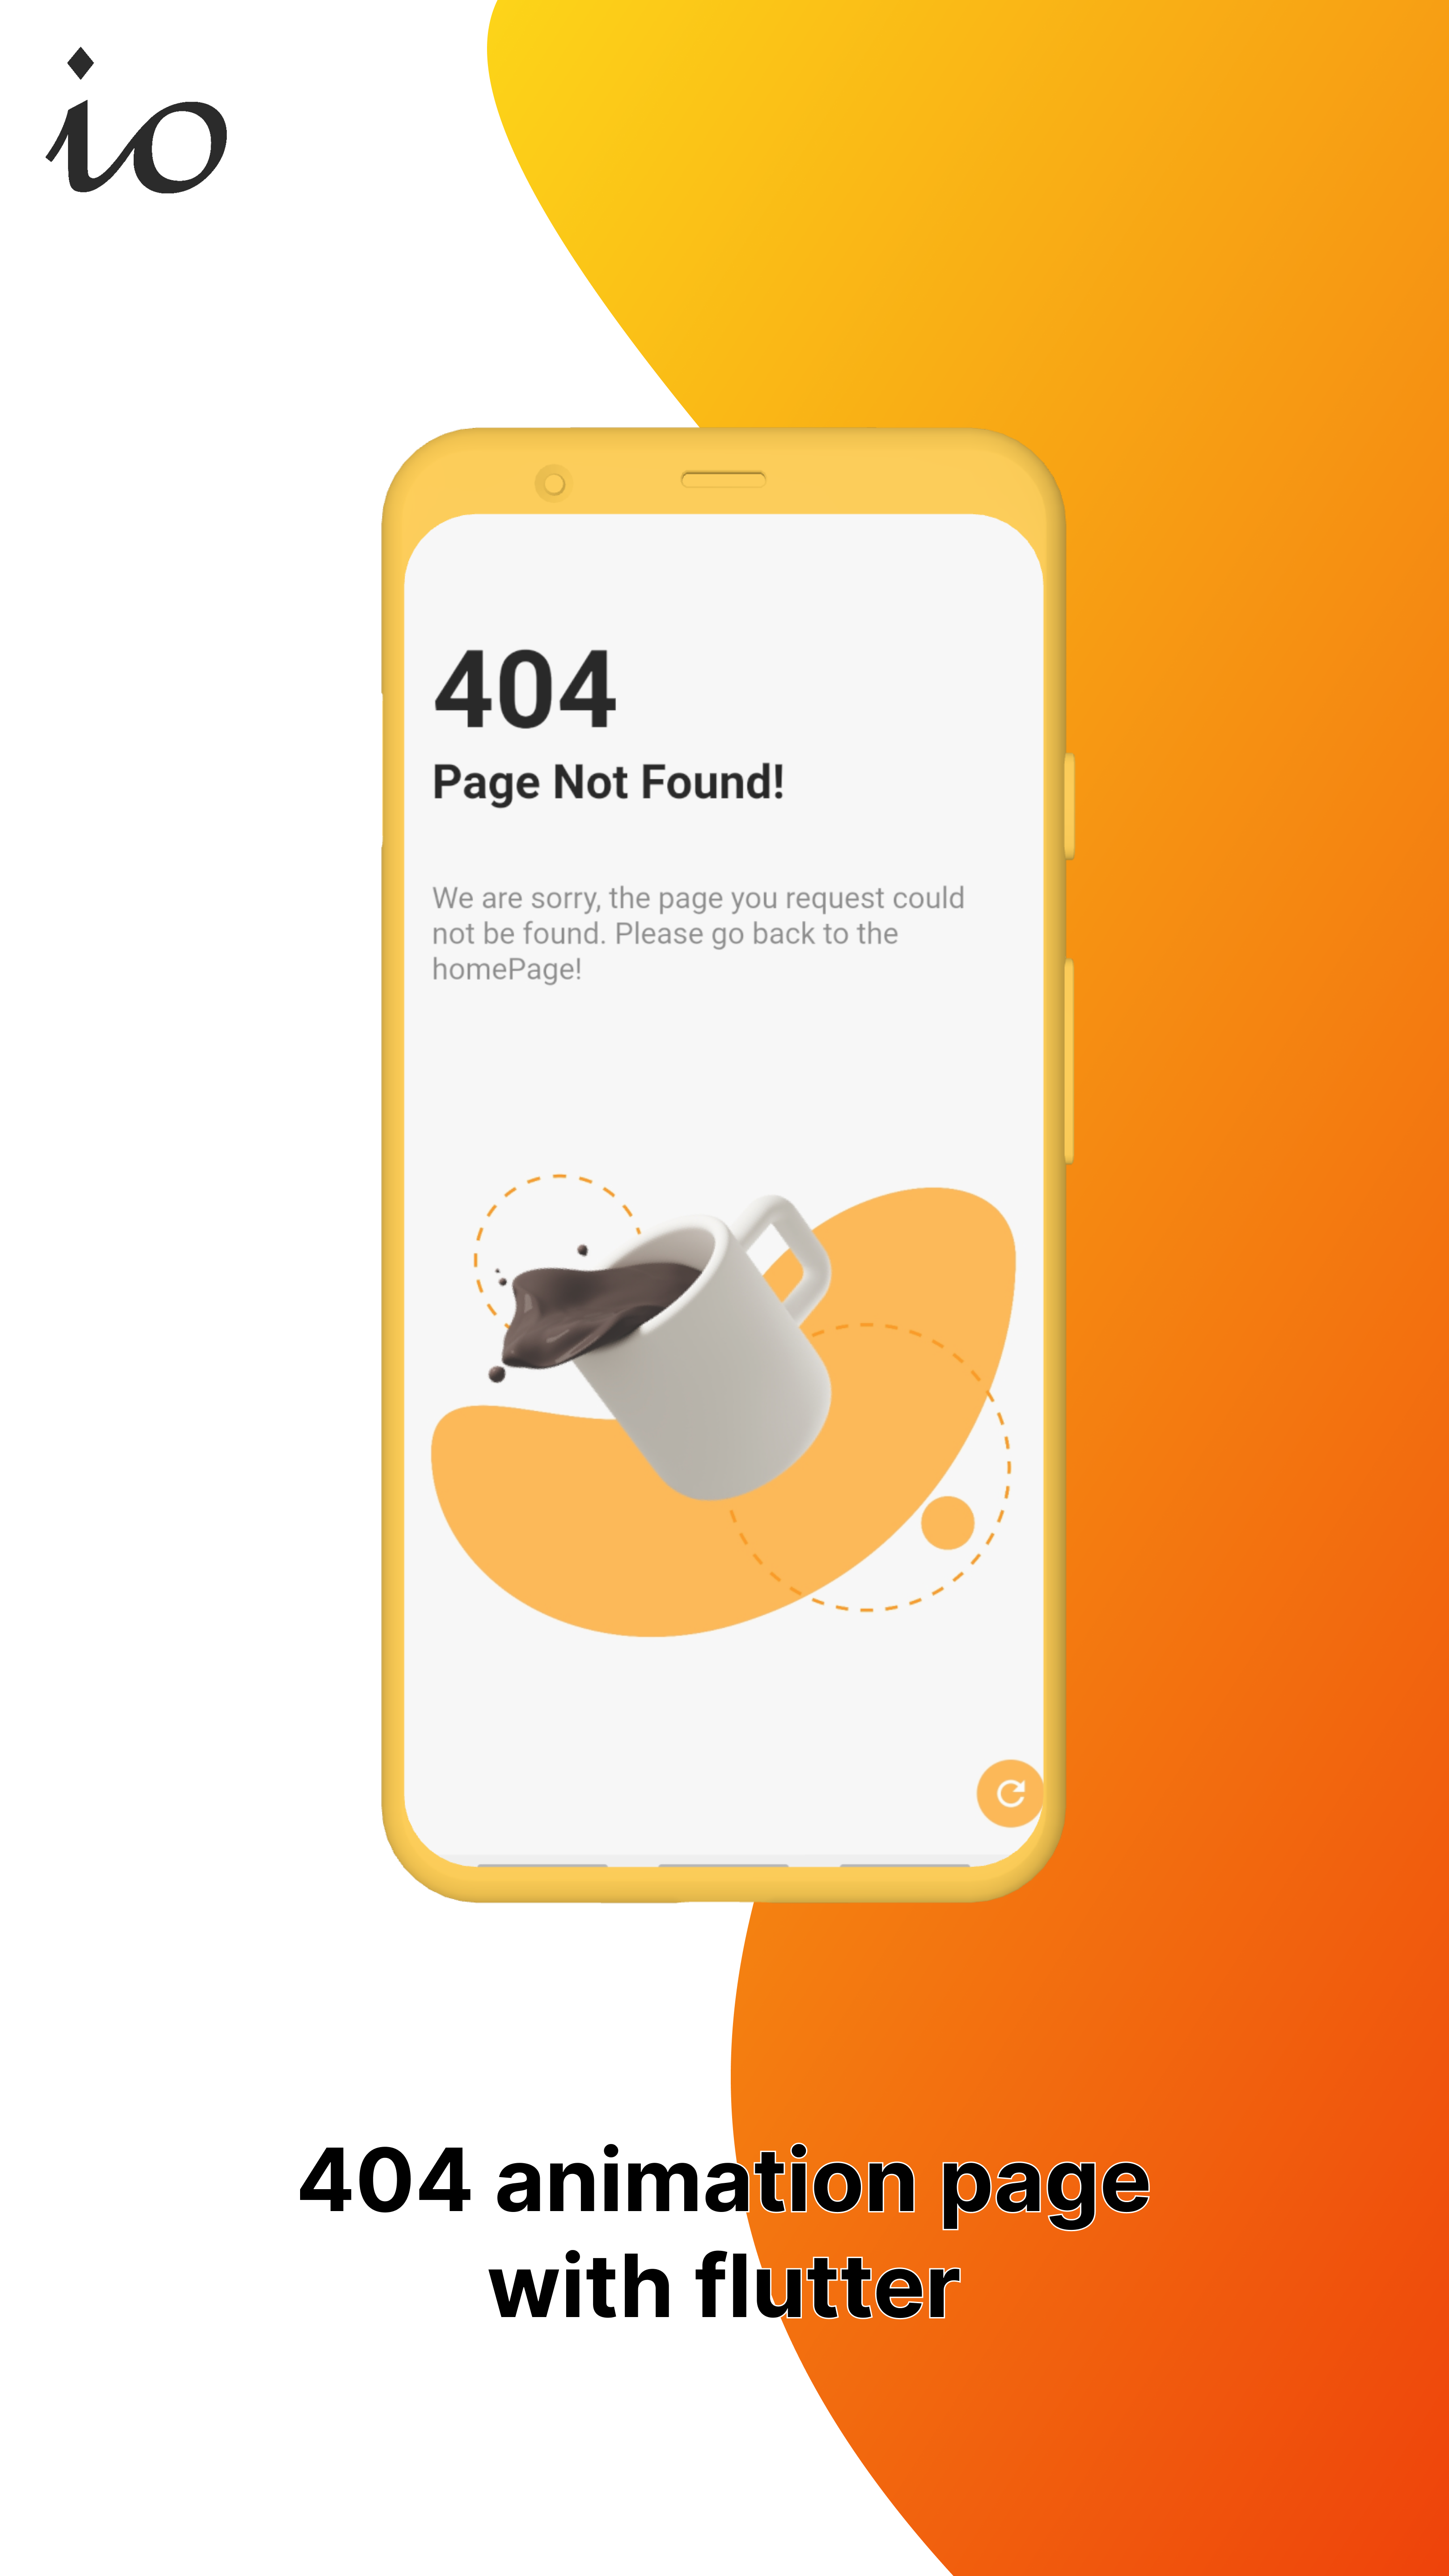 io
404
Page Not Found!
We are sorry, the page you request could
not be found. Please go back to the
homePage!
404 animation page
with flutter